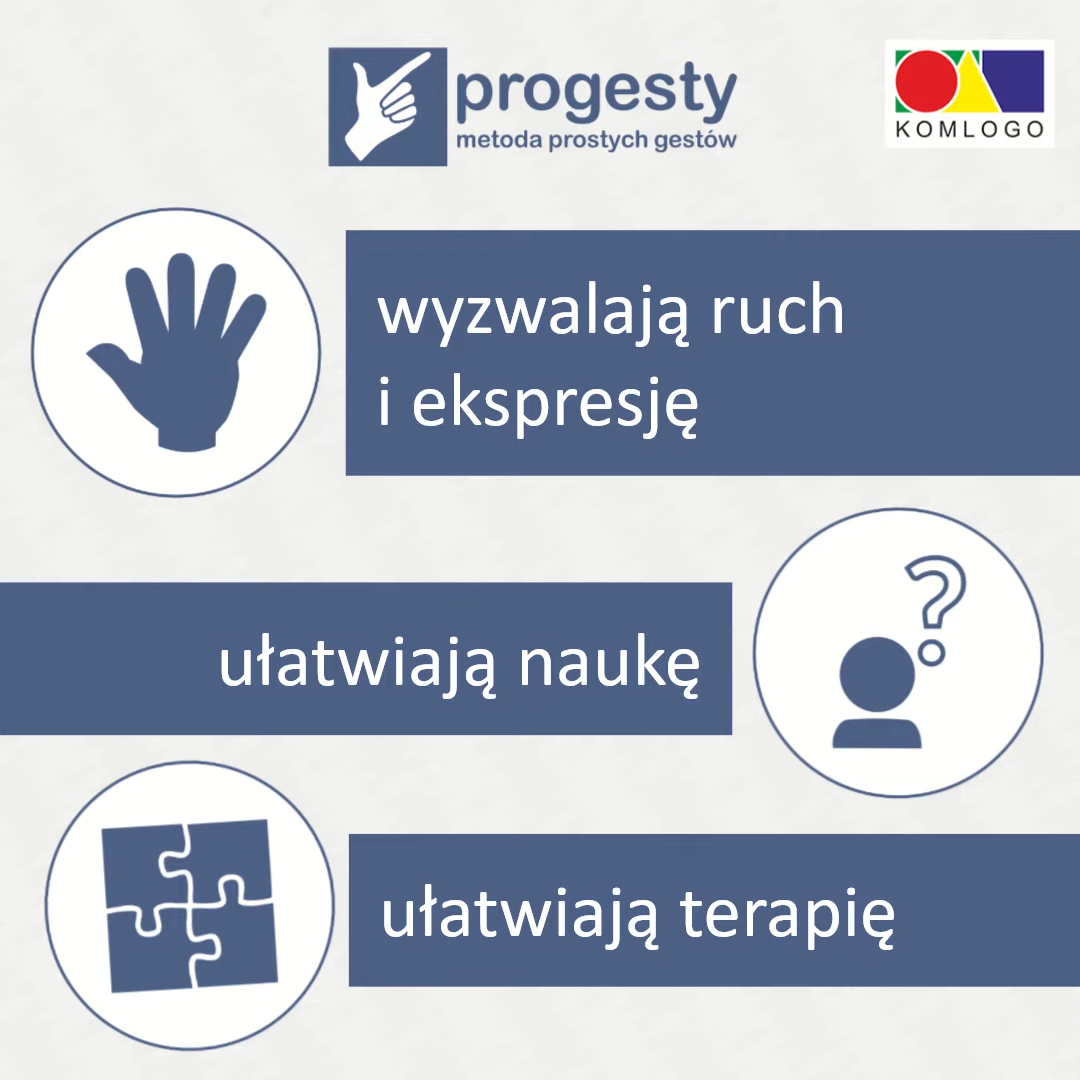 progesty
metoda prostych gestów
KOMLOGO
wyzwalają ruch
i ekspresję
?
ułatwiają naukę
ułatwiają terapię